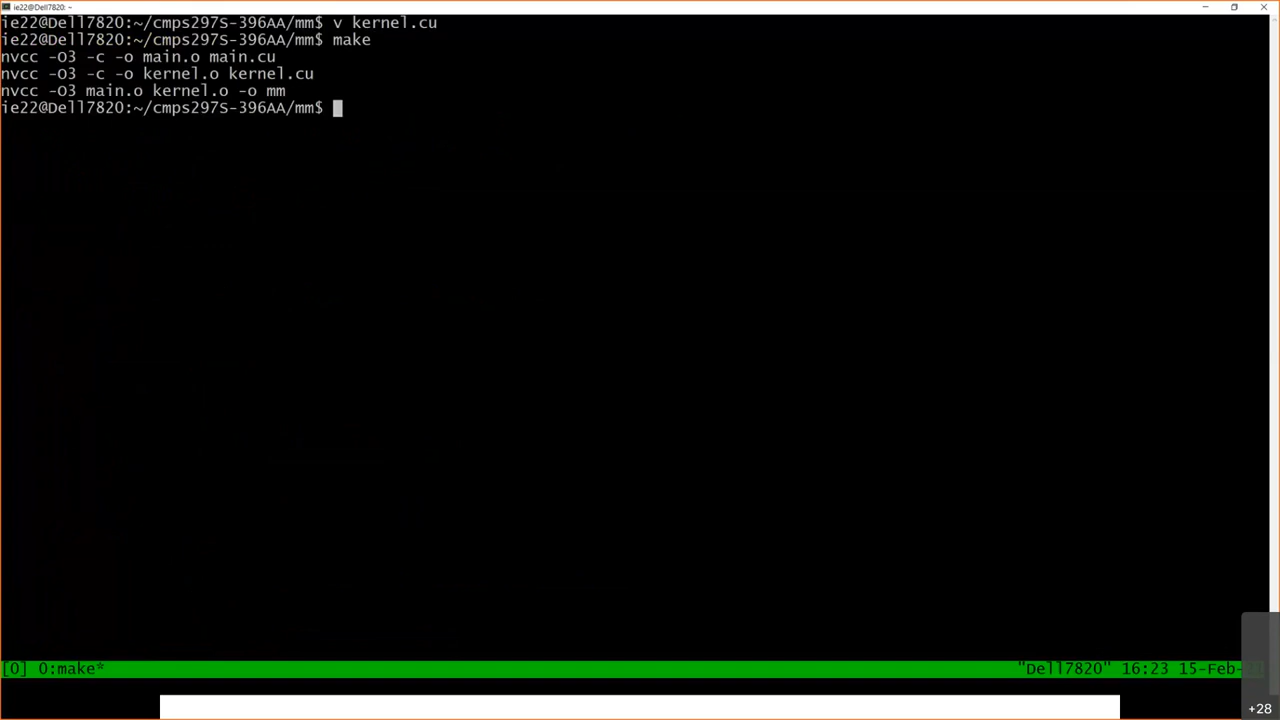 ie22@Dell7820: ~
ie22@Dell7820:~/cmps297S-396AA/mm$ v kernel.cu
ie22@Dell7820:~/cmps297S-396AA/mm$ make
nvcc -O3 -c -o main.o main.cu
nvcc -O3 -c -o kernel.o kernel.cu
nvcc -O3 main.o kernel.o -o mm
ie22@Dell7820:~/cmps297S-396AA/mm$
[0] 0:make* "Dell7820" 16:23 15-Feb-
+28